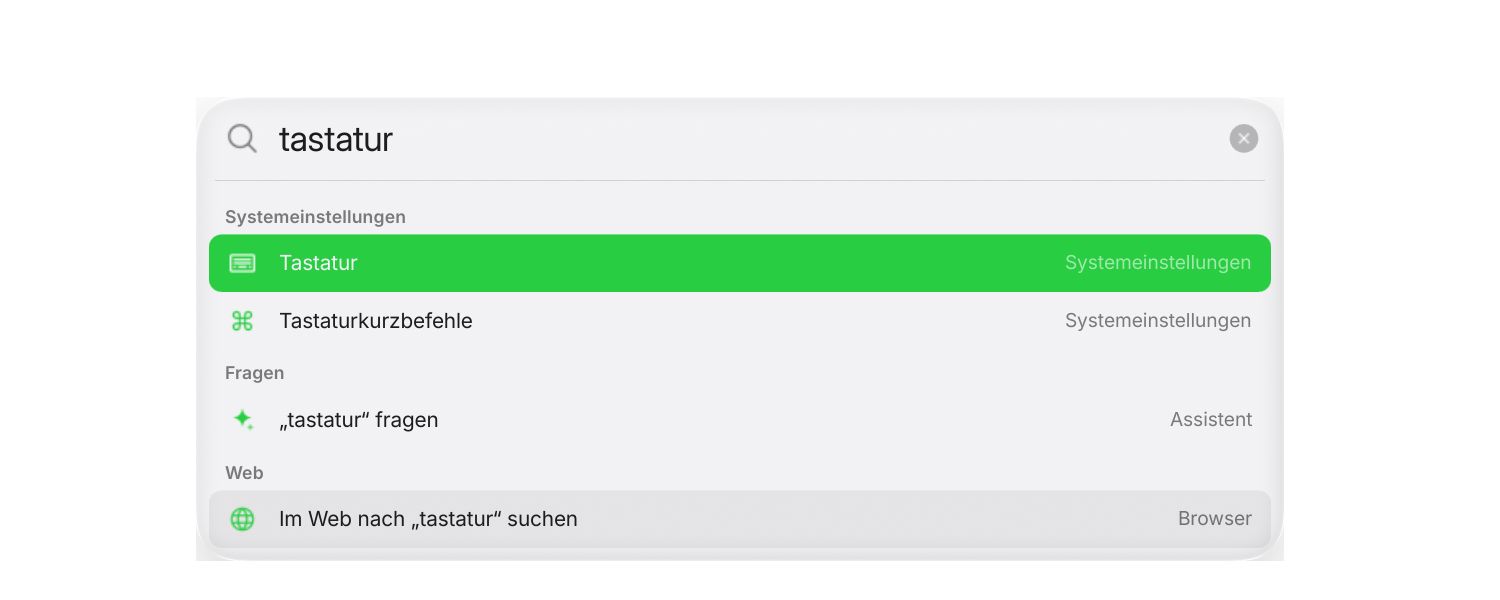 tastatur
Systemeinstellungen
Tastatur Systemeinstellungen
Tastaturkurzbefehle Systemeinstellungen
Fragen
„tastatur“ fragen Assistent
Web
Im Web nach „tastatur“ suchen Browser